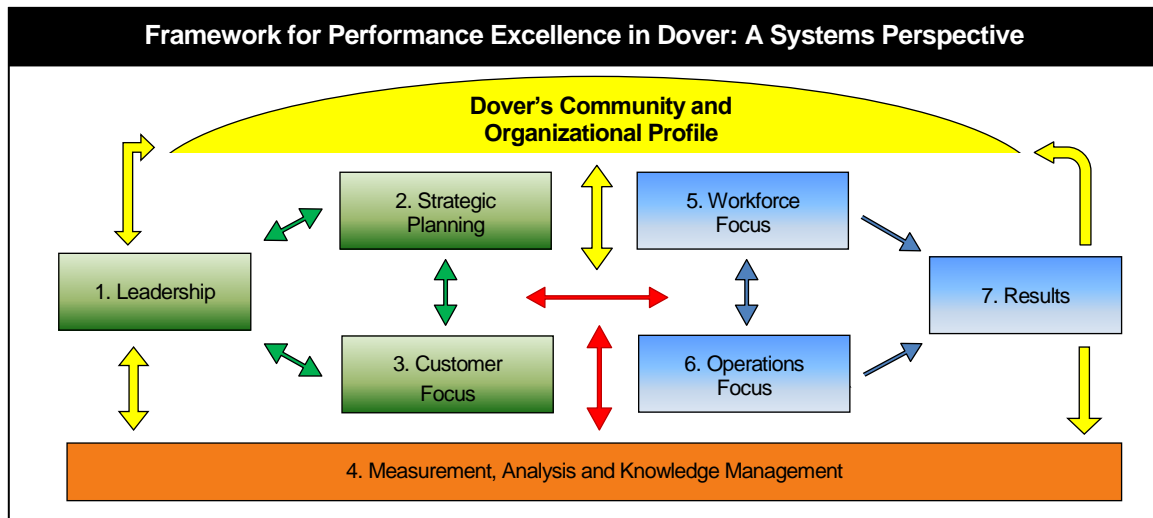 Framework for Performance Excellence in Dover: A Systems Perspective
Dover’s Community and
Organizational Profile
2. Strategic
Planning
5. Workforce
Focus
1. Leadership
7. Results
3. Customer
Focus
6. Operations
Focus
4. Measurement, Analysis and Knowledge Management